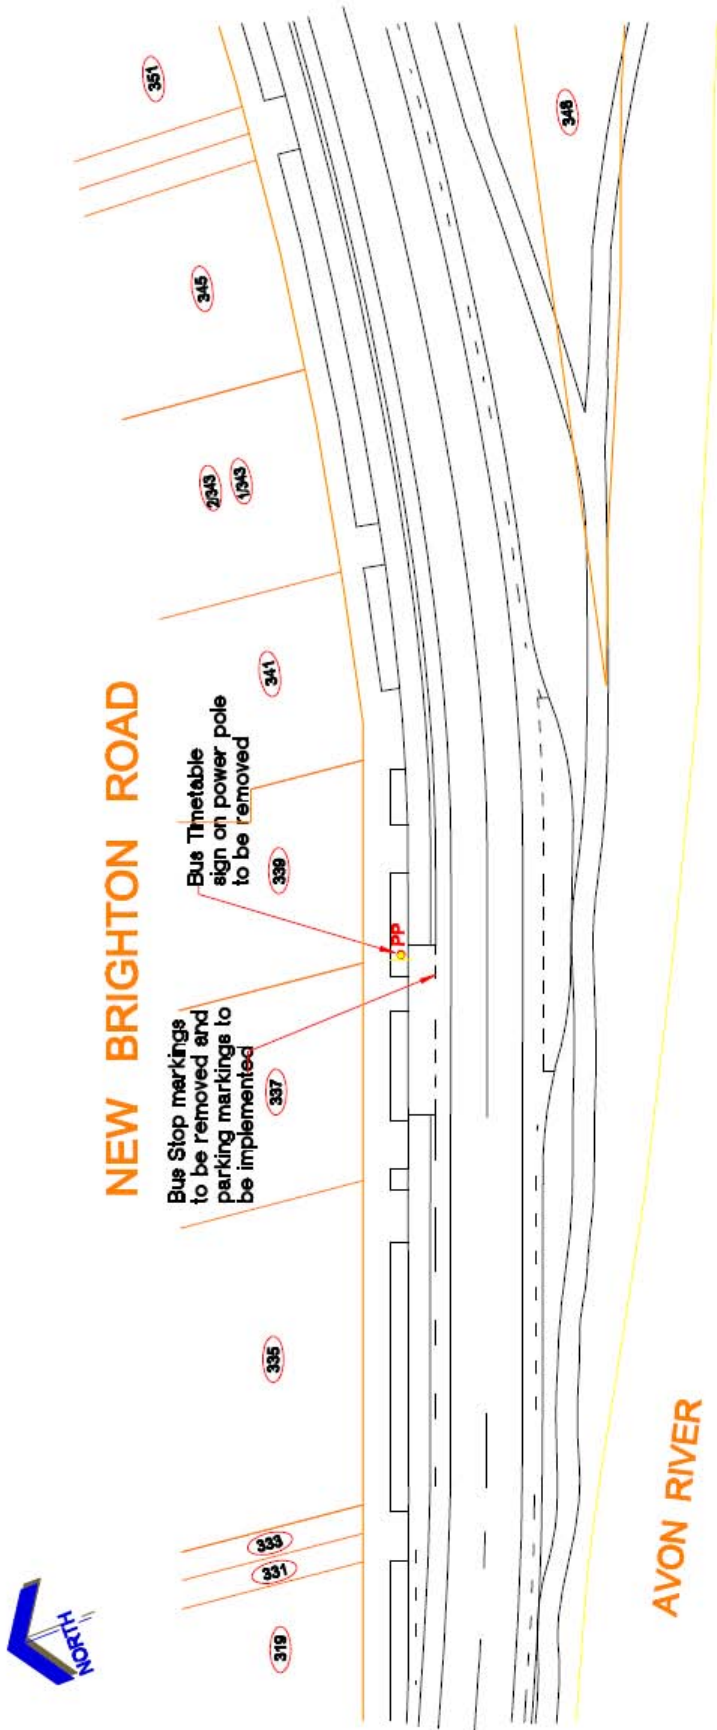 NEW BRIGHTON ROAD
351
345
2/343
1/343
341
339
337
335
333
331
319
348
Bus Timetable
sign on power pole
to be removed
PP
Bus Stop markings
to be removed and
parking markings to
be implemented
NORTH
AVON RIVER